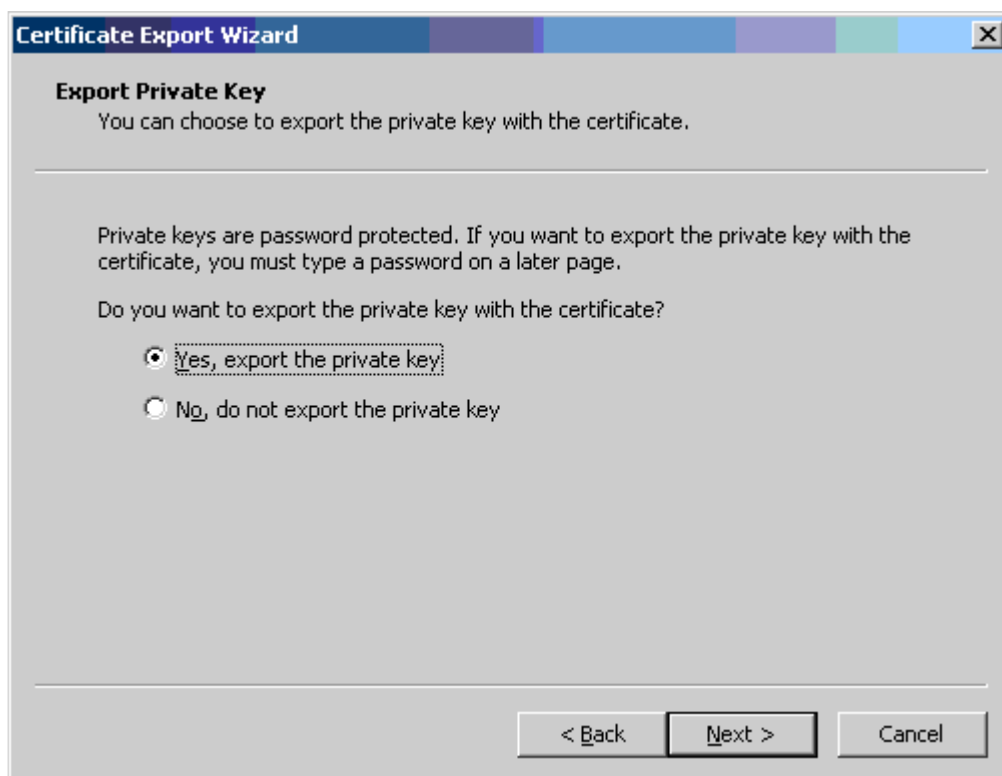 Certificate Export Wizard
Export Private Key
You can choose to export the private key with the certificate.
Private keys are password protected. If you want to export the private key with the
certificate, you must type a password on a later page.
Do you want to export the private key with the certificate?
Yes, export the private key
No, do not export the private key
< Back
Next >
Cancel